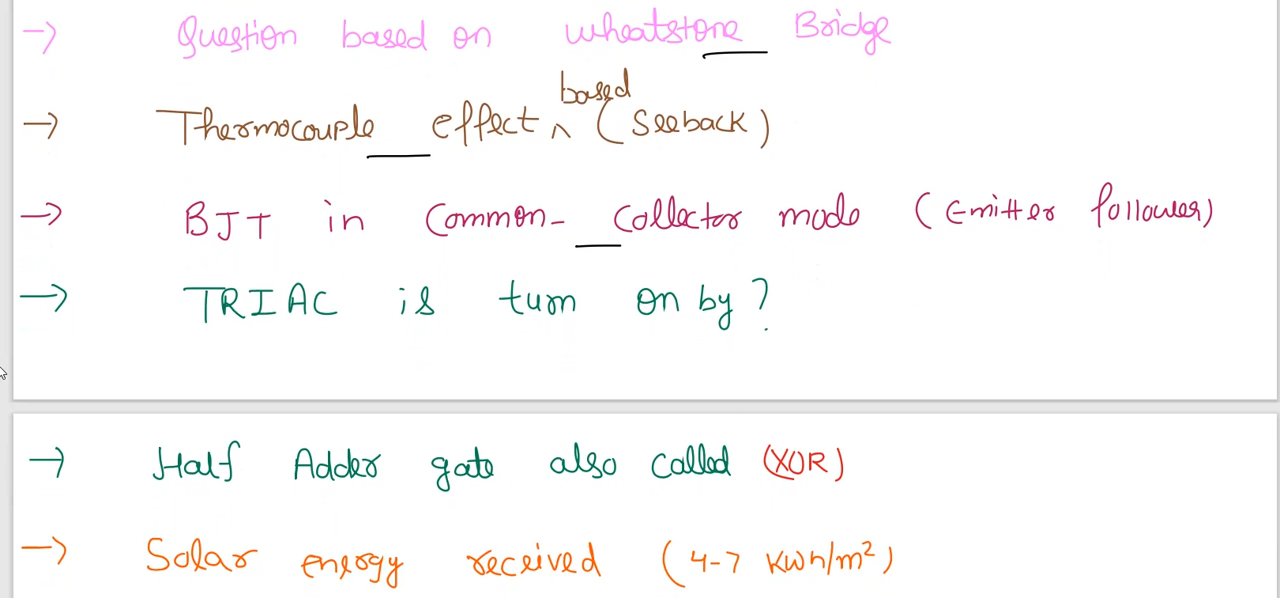 → Question based on wheatstone Bridge
→ Thermocouple effect ^ based (Seeback)
→ BJT in Common- Collector mode (Emitter follower)
→ TRIAC is turn on by?
→ Half Adder gate also called (XOR)
→ Solar energy received (4-7 kwh/m²)